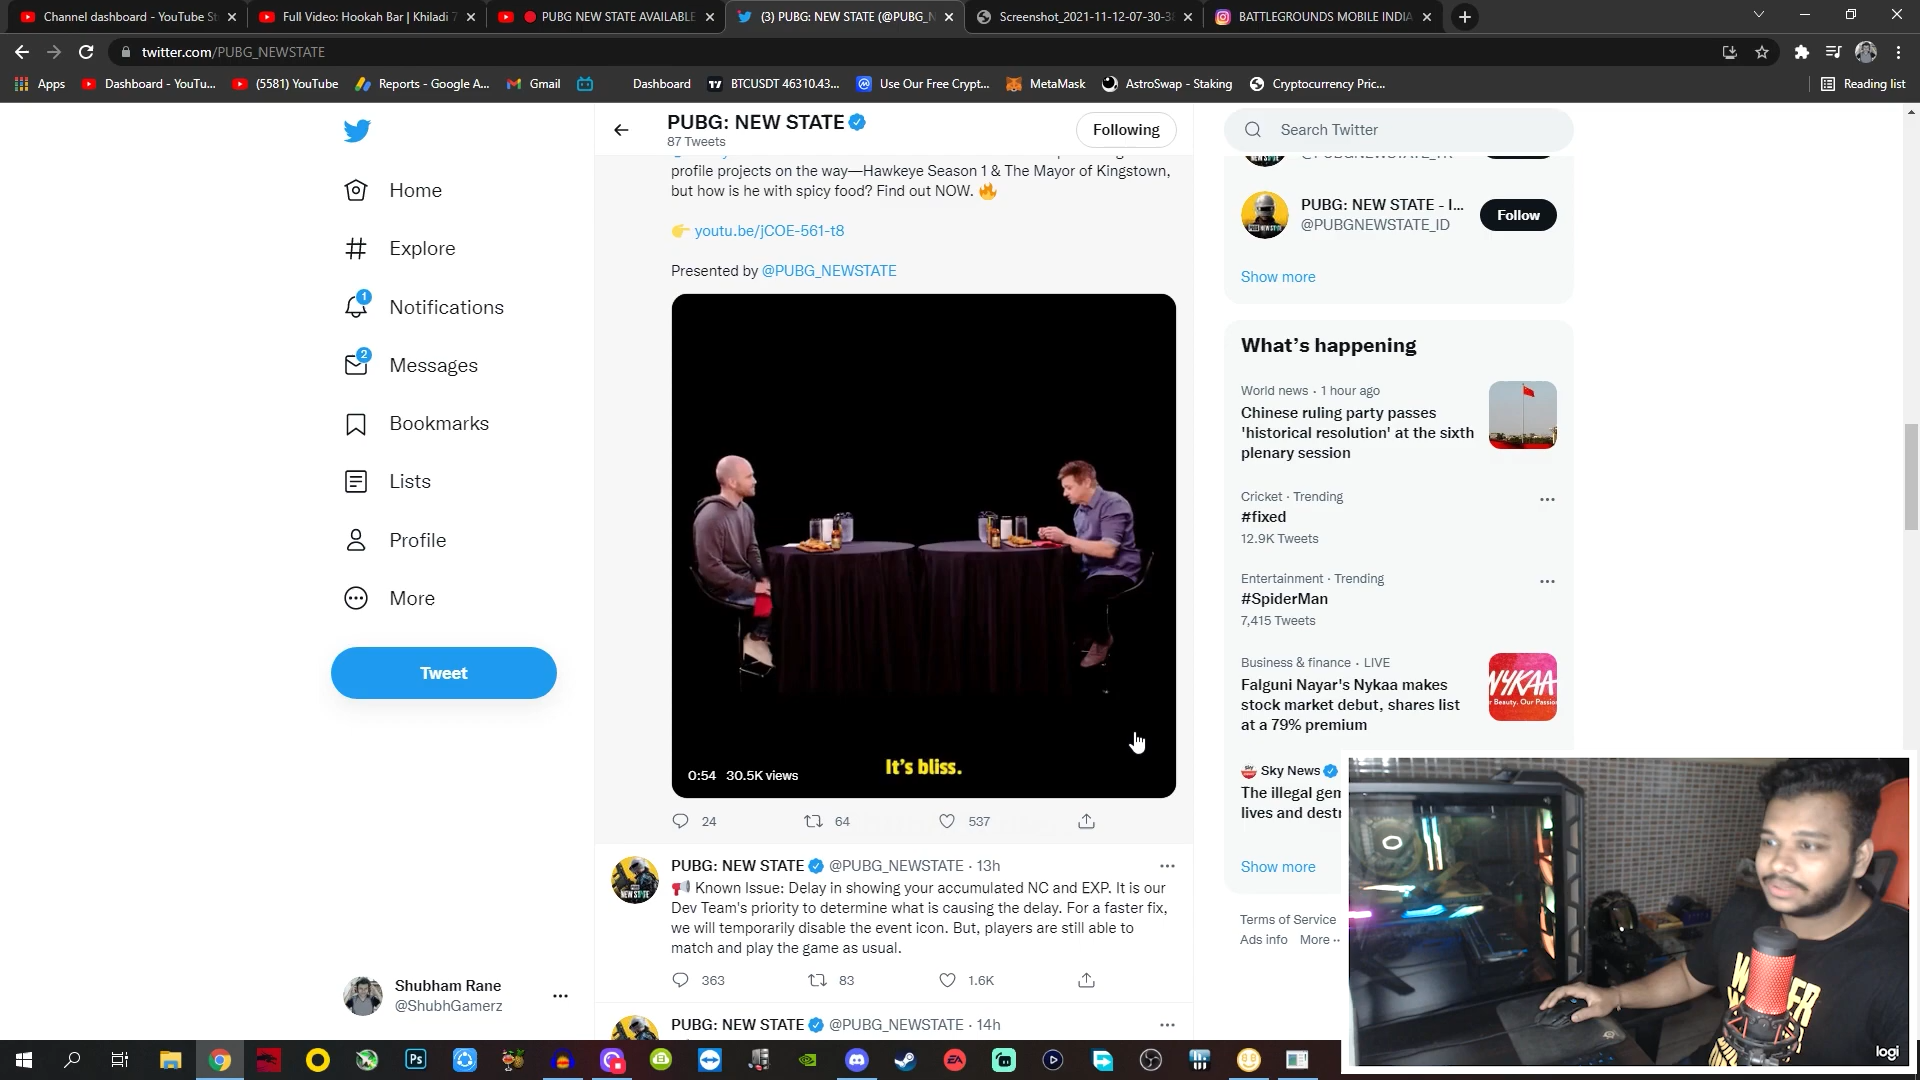 Channel dashboard - YouTube St
Full Video: Hookah Bar | Khiladi 7
PUBG NEW STATE AVAILABLE
(3) PUBG: NEW STATE (@PUBG_N
Screenshot_2021-11-12-07-30-38
BATTLEGROUNDS MOBILE INDIA
twitter.com/PUBG_NEWSTATE
Apps
Dashboard - YouTu...
(5581) YouTube
Reports - Google A...
Gmail
Dashboard
BTCUSDT 46310.43...
Use Our Free Crypt...
MetaMask
AstroSwap - Staking
Cryptocurrency Pric...
Reading list
Home
Explore
1
Notifications
2
Messages
Bookmarks
Lists
Profile
More
Tweet
Shubham Rane
@ShubhGamerz
PUBG: NEW STATE
87 Tweets
Following
profile projects on the way—Hawkeye Season 1 & The Mayor of Kingstown,
but how is he with spicy food? Find out NOW.
youtu.be/jCOE-561-t8
Presented by @PUBG_NEWSTATE
It's bliss.
0:54 30.5K views
24 64 537
PUBG: NEW STATE @PUBG_NEWSTATE · 13h
Known Issue: Delay in showing your accumulated NC and EXP. It is our
Dev Team's priority to determine what is causing the delay. For a faster fix,
we will temporarily disable the event icon. But, players are still able to
match and play the game as usual.
363 83 1.6K
PUBG: NEW STATE @PUBG_NEWSTATE · 14h
Search Twitter
PUBG: NEW STATE - I...
@PUBGNEWSTATE_ID
Follow
Show more
What's happening
World news · 1 hour ago
Chinese ruling party passes
'historical resolution' at the sixth
plenary session
Cricket · Trending
#fixed
12.9K Tweets
Entertainment · Trending
#SpiderMan
7,415 Tweets
Business & finance · LIVE
Falguni Nayar's Nykaa makes
stock market debut, shares list
at a 79% premium
NYKAA
Sky News
The illegal gem
lives and destr
Show more
Terms of Service
Ads info More ··
logi